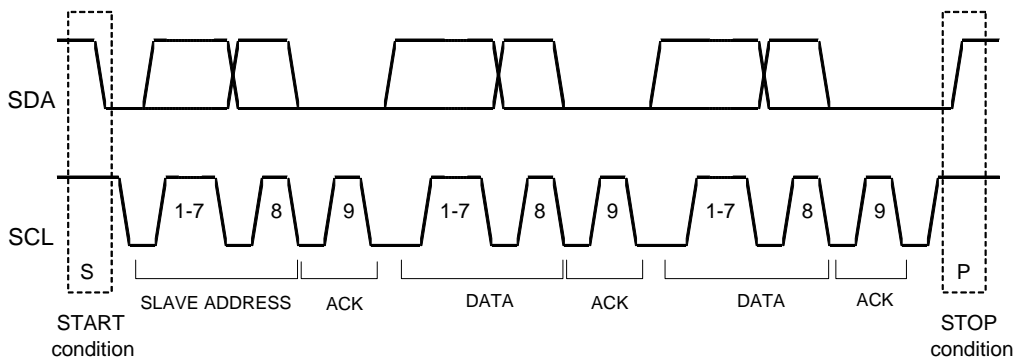 SDA
SCL
1-7 8 9 1-7 8 9 1-7 8 9
S P
SLAVE ADDRESS ACK DATA ACK DATA ACK
START
condition
STOP
condition